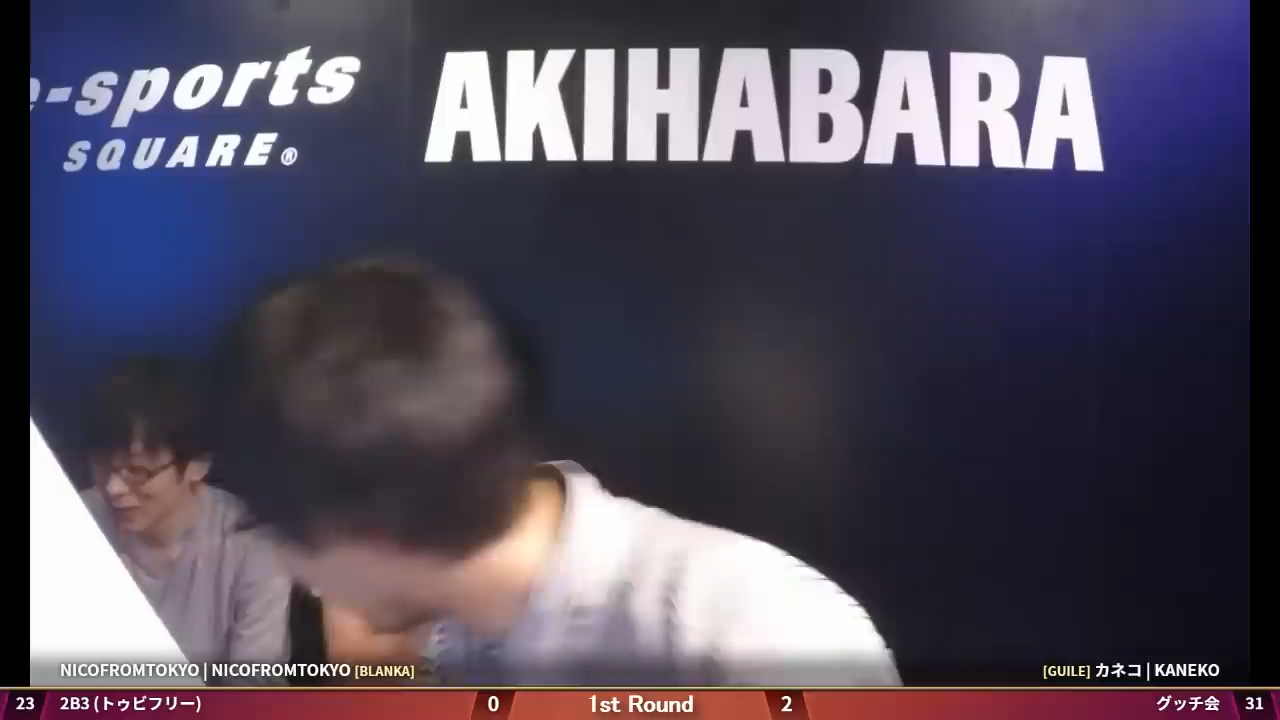 e-sports
SQUARE®
AKIHABARA
NICOFROMTOKYO | NICOFROMTOKYO [BLANKA]
[GUILE] カネコ | KANEKO
23 2B3 (トゥビフリー) 0 1st Round 2 グッチ会 31